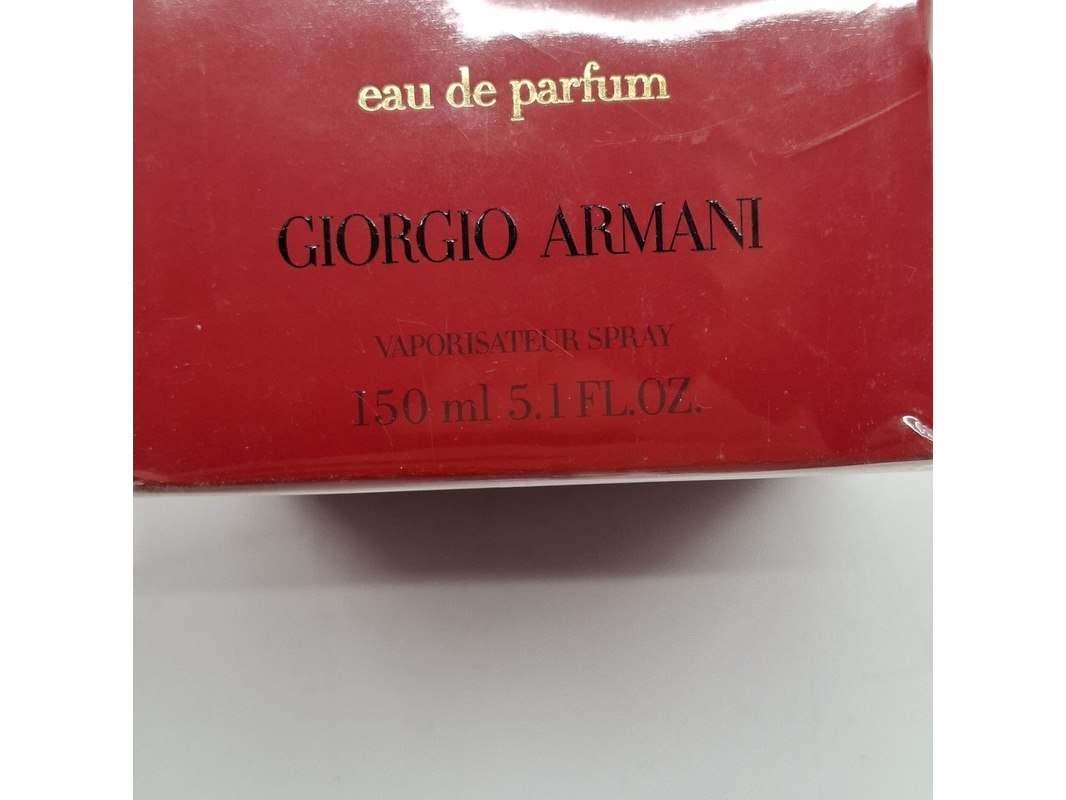 eau de parfum
GIORGIO ARMANI
VAPORISATEUR SPRAY
150 ml 5.1 FL.OZ.